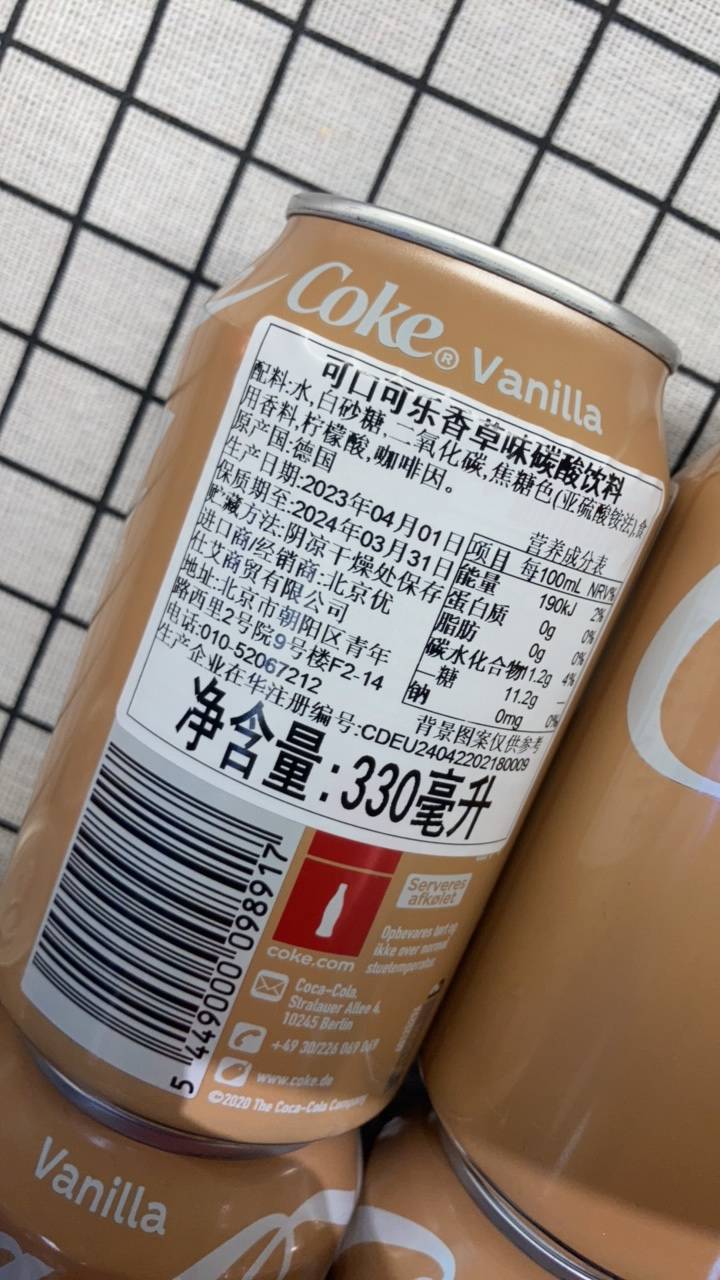 Coke® Vanilla
可口可乐香草味碳酸饮料
配料:水,白砂糖,二氧化碳,焦糖色(亚硫酸铵法),食
用香料,柠檬酸,咖啡因。
原产国:德国
生产日期:2023年04月01日
保质期至:2024年03月31日
贮藏方法:阴凉干燥处保存
进口商/经销商:北京优
仕艾商贸有限公司
地址:北京市朝阳区青年
路西里2号院9号楼F2-14
电话:010-52067212
生产企业在华注册编号:CDEU24042202180009
营养成分表
项目 每100mL NRV%
能量 190kJ 2%
蛋白质 0g 0%
脂肪 0g 0%
碳水化合物11.2g 4%
一糖 11.2g 一
钠 0mg 0%
背景图案仅供参考
净含量:330毫升
5 449000 098917
coke.com
Serveres
afkølet
Opbevares tørt og
ikke over normal
stuetemperatur.
Coca-Cola,
Stralauer Allee 4,
10245 Berlin
+49 30/226 069 069
www.coke.de
©2020 The Coca-Cola Company
Vanilla